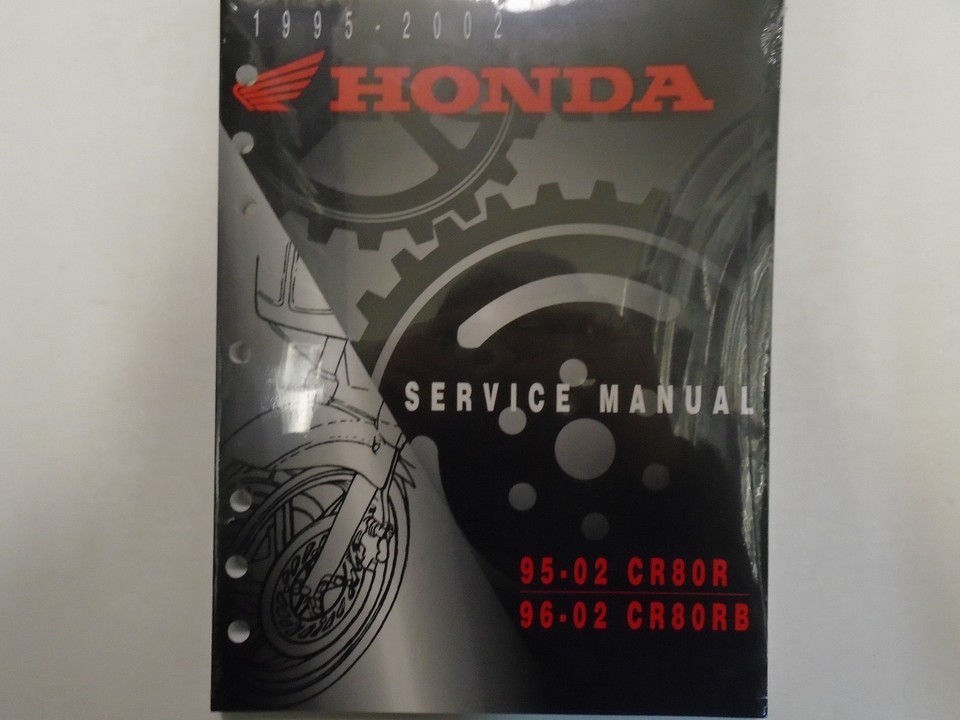 1995-2002
HONDA
SERVICE MANUAL
95-02 CR80R
96-02 CR80RB